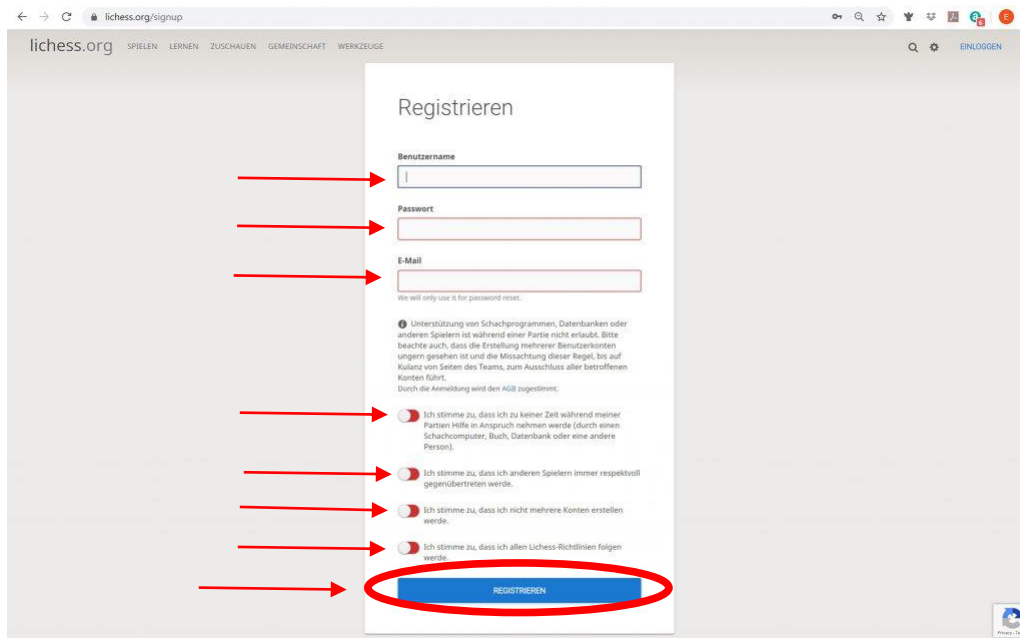 lichess.org/signup
lichess.org SPIELEN LERNEN ZUSCHAUEN GEMEINSCHAFT WERKZEUGE EINLOGGEN
Registrieren
Benutzername
Passwort
E-Mail
We will only use it for password reset.
Unterstützung von Schachprogrammen, Datenbanken oder
anderen Spielern ist während einer Partie nicht erlaubt. Bitte
beachte auch, dass die Erstellung mehrerer Benutzerkonten
ungern gesehen ist und die Missachtung dieser Regel, bis auf
Kulanz von Seiten des Teams, zum Ausschluss aller betroffenen
Konten führt.
Durch die Anmeldung wird den AGB zugestimmt.
Ich stimme zu, dass ich zu keiner Zeit während meiner
Partien Hilfe in Anspruch nehmen werde (durch einen
Schachcomputer, Buch, Datenbank oder eine andere
Person).
Ich stimme zu, dass ich anderen Spielern immer respektvoll
gegenübertreten werde.
Ich stimme zu, dass ich nicht mehrere Konten erstellen
werde.
Ich stimme zu, dass ich allen Lichess-Richtlinien folgen
werde.
REGISTRIEREN